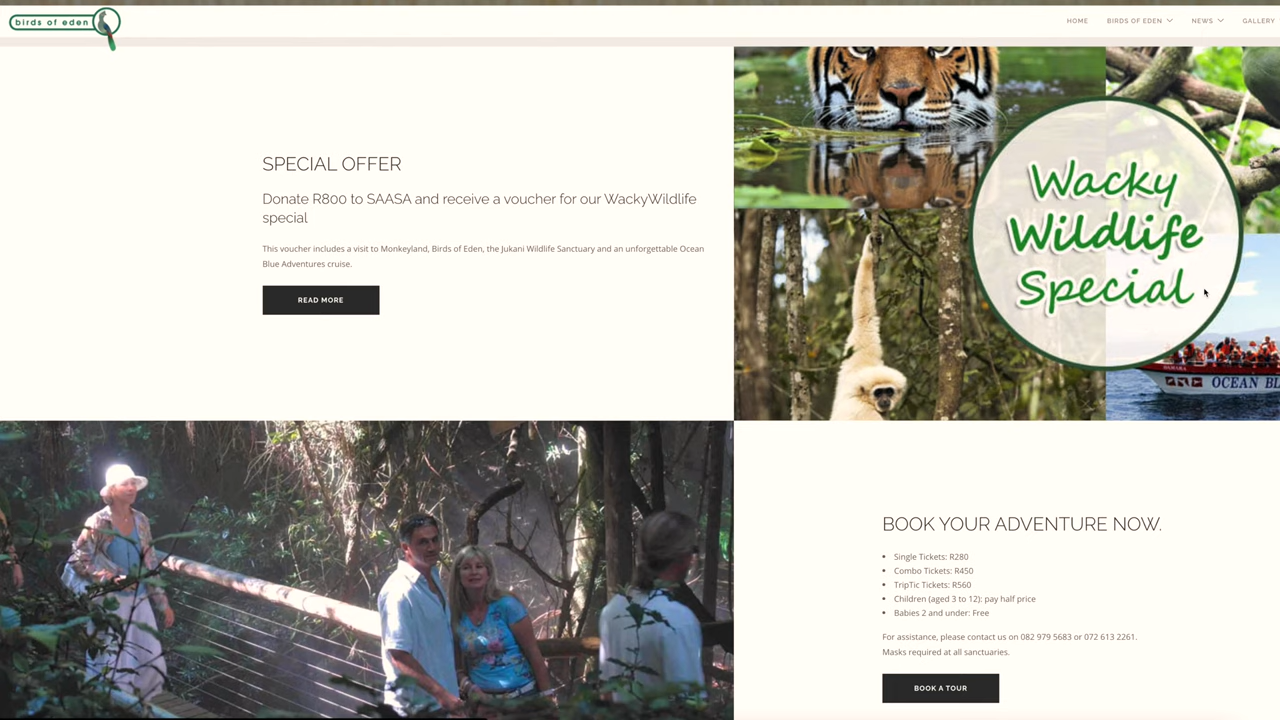 birds of eden
HOME BIRDS OF EDEN NEWS GALLERY
SPECIAL OFFER
Donate R800 to SAASA and receive a voucher for our WackyWildlife
special
This voucher includes a visit to Monkeyland, Birds of Eden, the Jukani Wildlife Sanctuary and an unforgettable Ocean
Blue Adventures cruise.
READ MORE
Wacky
Wildlife
Special
OCEAN BL
BOOK YOUR ADVENTURE NOW.
• Single Tickets: R280
• Combo Tickets: R450
• TripTic Tickets: R560
• Children (aged 3 to 12): pay half price
• Babies 2 and under: Free
For assistance, please contact us on 082 979 5683 or 072 613 2261.
Masks required at all sanctuaries.
BOOK A TOUR